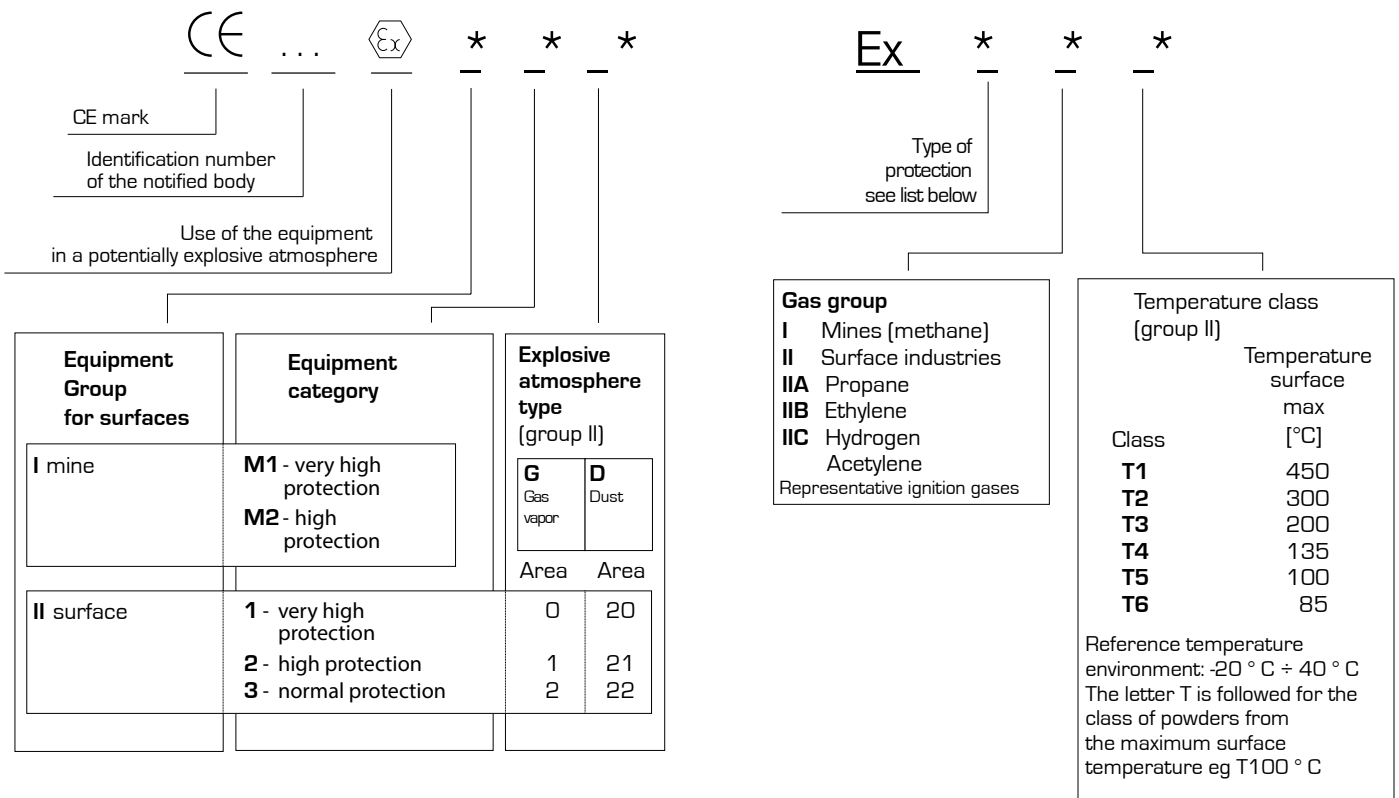 CE ... Ex * * *
CE mark
Identification number
of the notified body
Use of the equipment
in a potentially explosive atmosphere
Equipment
Group
for surfaces
Equipment
category
Explosive
atmosphere
type
(group II)
G
Gas
vapor
D
Dust
Area Area
I mine
M1 - very high
protection
M2 - high
protection
II surface
1 - very high
protection
0 20
2 - high protection 1 21
3 - normal protection 2 22
Ex * * *
Type of
protection
see list below
Gas group
I Mines (methane)
II Surface industries
IIA Propane
IIB Ethylene
IIC Hydrogen
Acetylene
Representative ignition gases
Temperature class
(group II)
Temperature
surface
max
Class [°C]
T1 450
T2 300
T3 200
T4 135
T5 100
T6 85
Reference temperature
environment: -20 ° C ÷ 40 ° C
The letter T is followed for the
class of powders from
the maximum surface
temperature eg T100 ° C